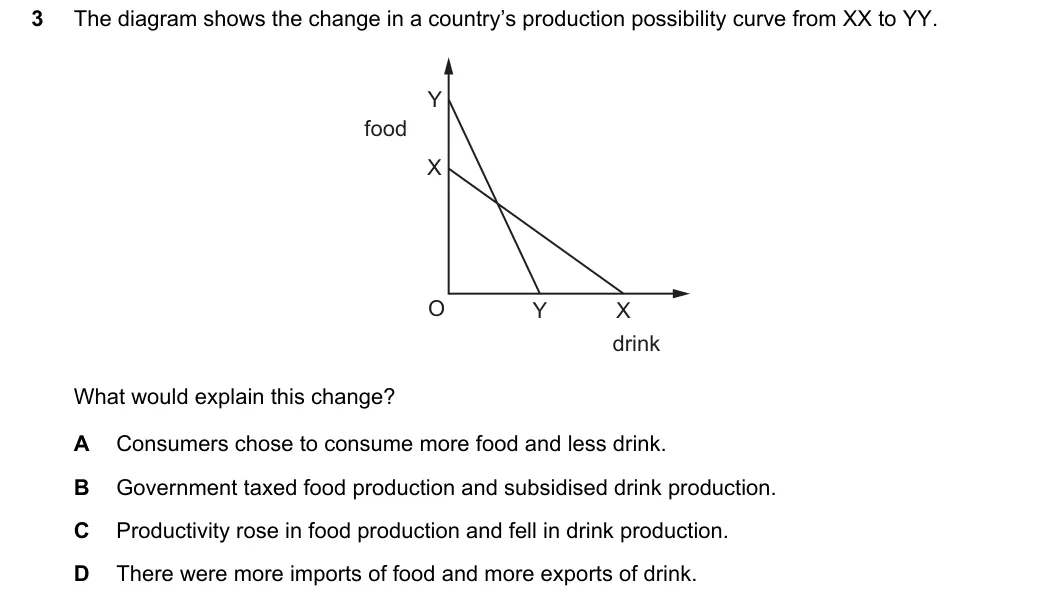 3 The diagram shows the change in a country's production possibility curve from XX to YY.
Y
food
X
O
Y
X
drink
What would explain this change?
A Consumers chose to consume more food and less drink.
B Government taxed food production and subsidised drink production.
C Productivity rose in food production and fell in drink production.
D There were more imports of food and more exports of drink.